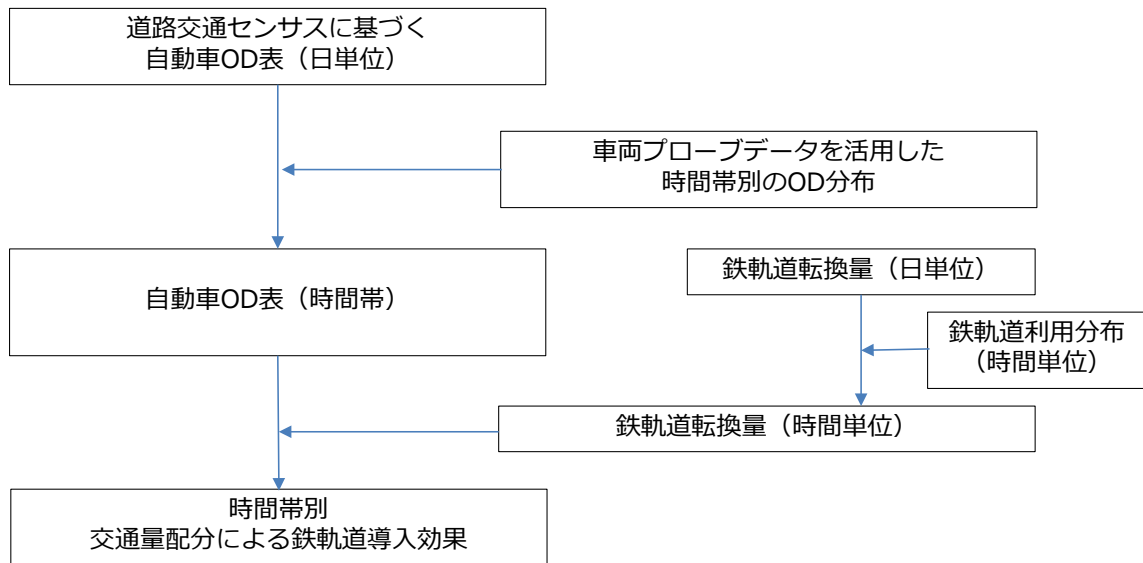 道路交通センサスに基づく
自動車OD表（日単位）
車両プローブデータを活用した
時間帯別のOD分布
自動車OD表（時間帯）
鉄軌道転換量（日単位）
鉄軌道利用分布
（時間単位）
鉄軌道転換量（時間単位）
時間帯別
交通量配分による鉄軌道導入効果